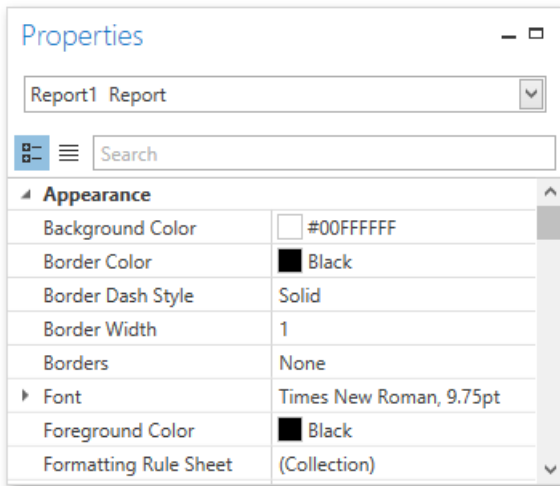 Properties
Report1 Report
Search
Appearance
Background Color #00FFFFFF
Border Color Black
Border Dash Style Solid
Border Width 1
Borders None
Font Times New Roman, 9.75pt
Foreground Color Black
Formatting Rule Sheet (Collection)